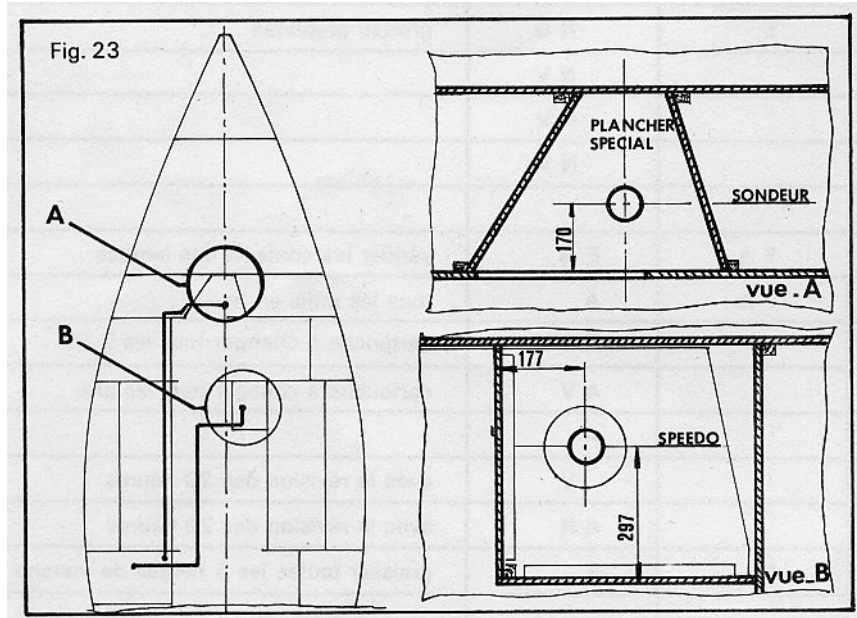 Fig. 23
A
B
PLANCHER
SPECIAL
SONDEUR
170
vue.A
177
SPEEDO
297
vue_B